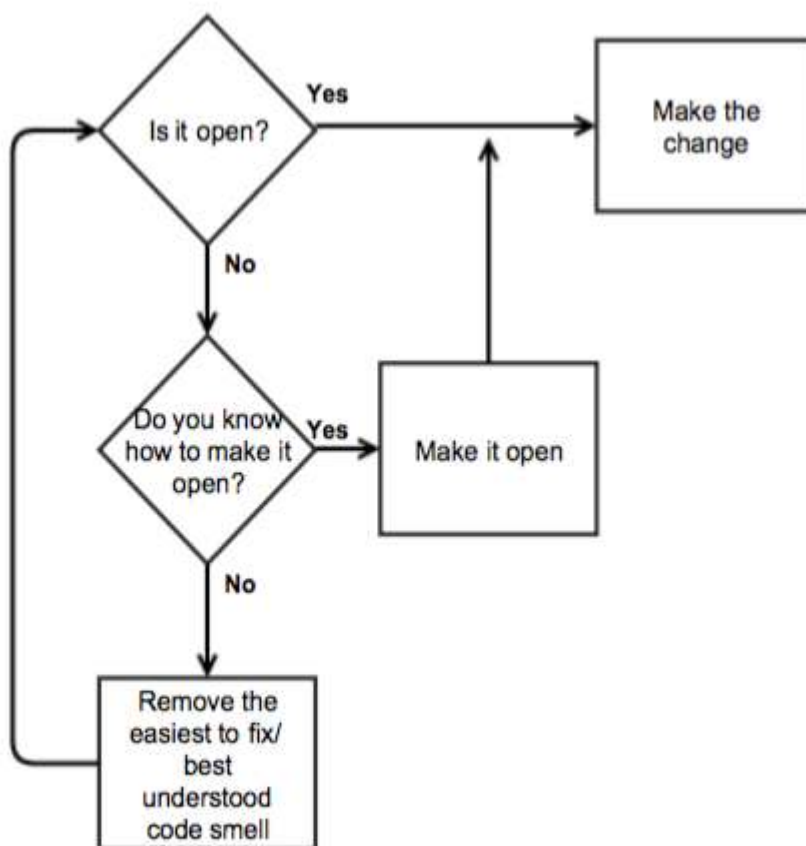 Is it open?
Yes
Make the
change
No
Do you know
how to make it
open?
Yes
Make it open
No
Remove the
easiest to fix/
best
understood
code smell